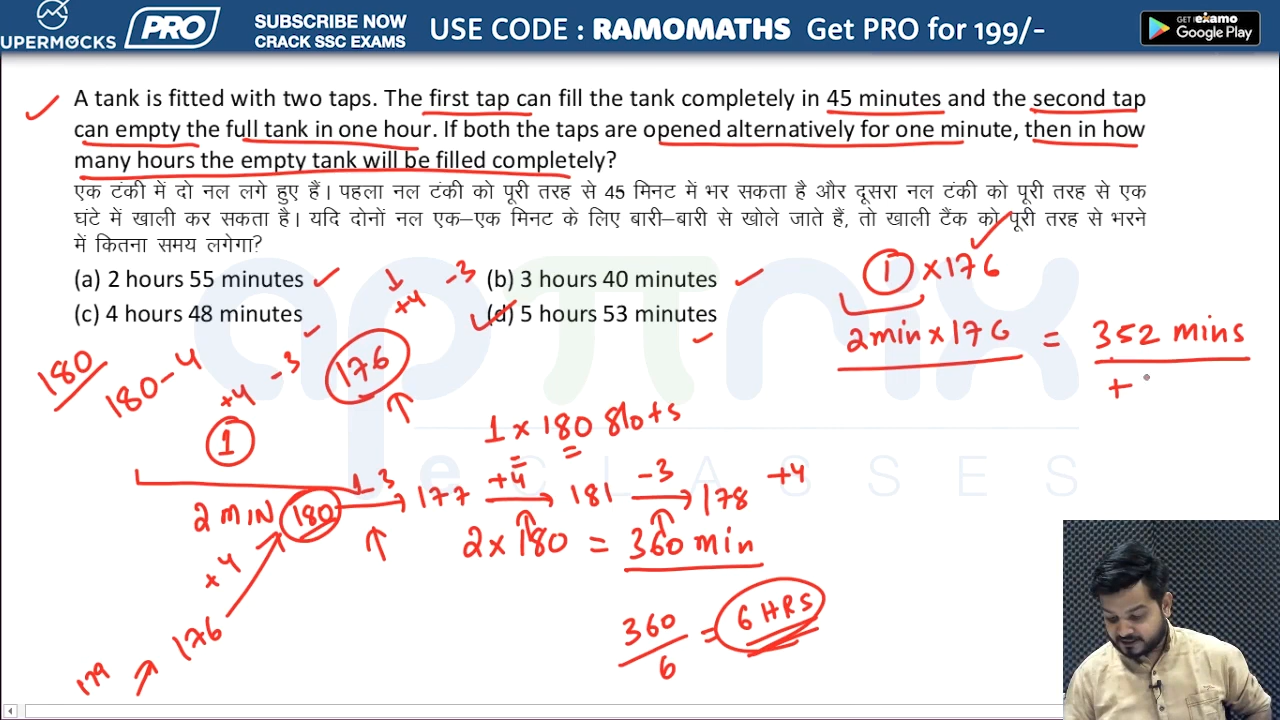 SUPERMOCKS
PRO
SUBSCRIBE NOW
CRACK SSC EXAMS
USE CODE : RAMOMATHS Get PRO for 199/-
GET IT ON
examo
Google Play
A tank is fitted with two taps. The first tap can fill the tank completely in 45 minutes and the second tap
can empty the full tank in one hour. If both the taps are opened alternatively for one minute, then in how
many hours the empty tank will be filled completely?
एक टंकी में दो नल लगे हुए हैं। पहला नल टंकी को पूरी तरह से 45 मिनट में भर सकता है और दूसरा नल टंकी को पूरी तरह से एक
घंटे में खाली कर सकता है। यदि दोनों नल एक–एक मिनट के लिए बारी–बारी से खोले जाते हैं, तो खाली टैंक को पूरी तरह से भरने
में कितना समय लगेगा?
(a) 2 hours 55 minutes
(b) 3 hours 40 minutes
(c) 4 hours 48 minutes
(d) 5 hours 53 minutes
1
+4 -3
1 × 176
2min × 176 = 352 mins
+
180
180-4
+4 -3
1
176
1 × 180 Slots
2 MIN 180
177 +4 181 -3 178 +4
2 × 180 = 360 min
+4
176
360/6 = 6 HRS
aptitrix
CLASSES